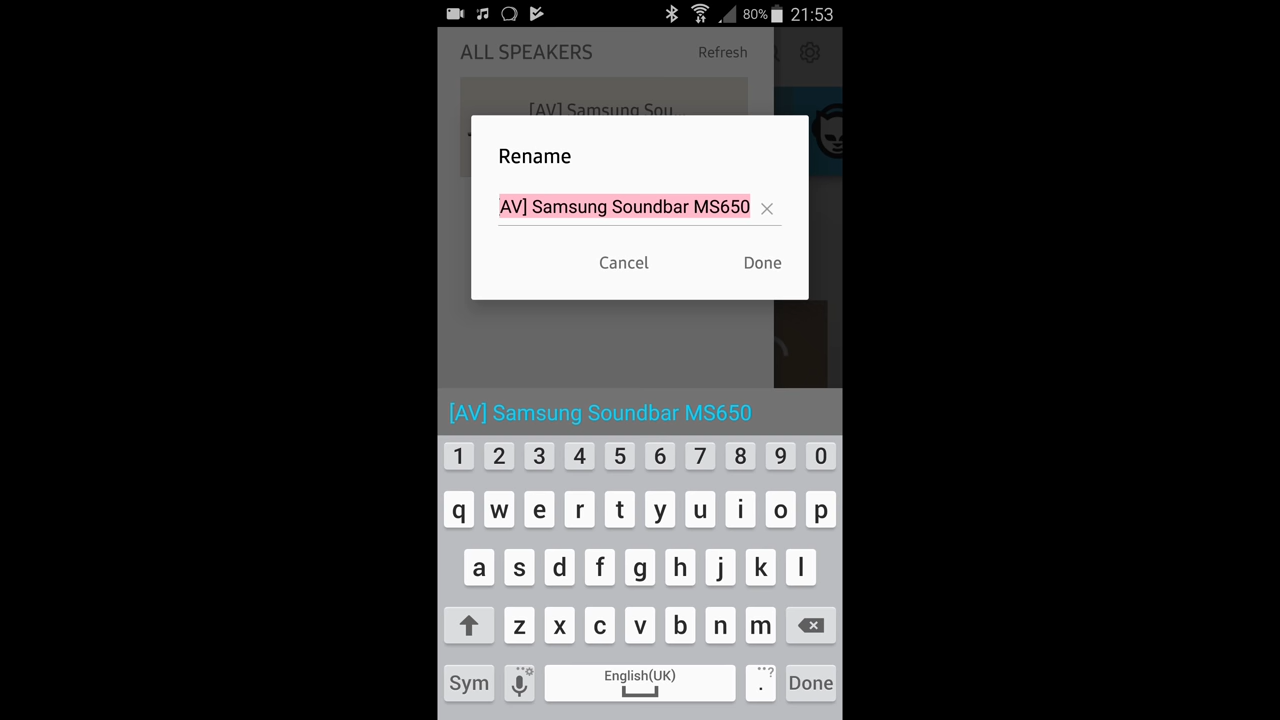 80% 21:53
ALL SPEAKERS Refresh
[AV] Samsung Sou...
Rename
AV] Samsung Soundbar MS650
Cancel Done
[AV] Samsung Soundbar MS650
1 2 3 4 5 6 7 8 9 0
q w e r t y u i o p
a s d f g h j k l
z x c v b n m
Sym English(UK) . ? Done